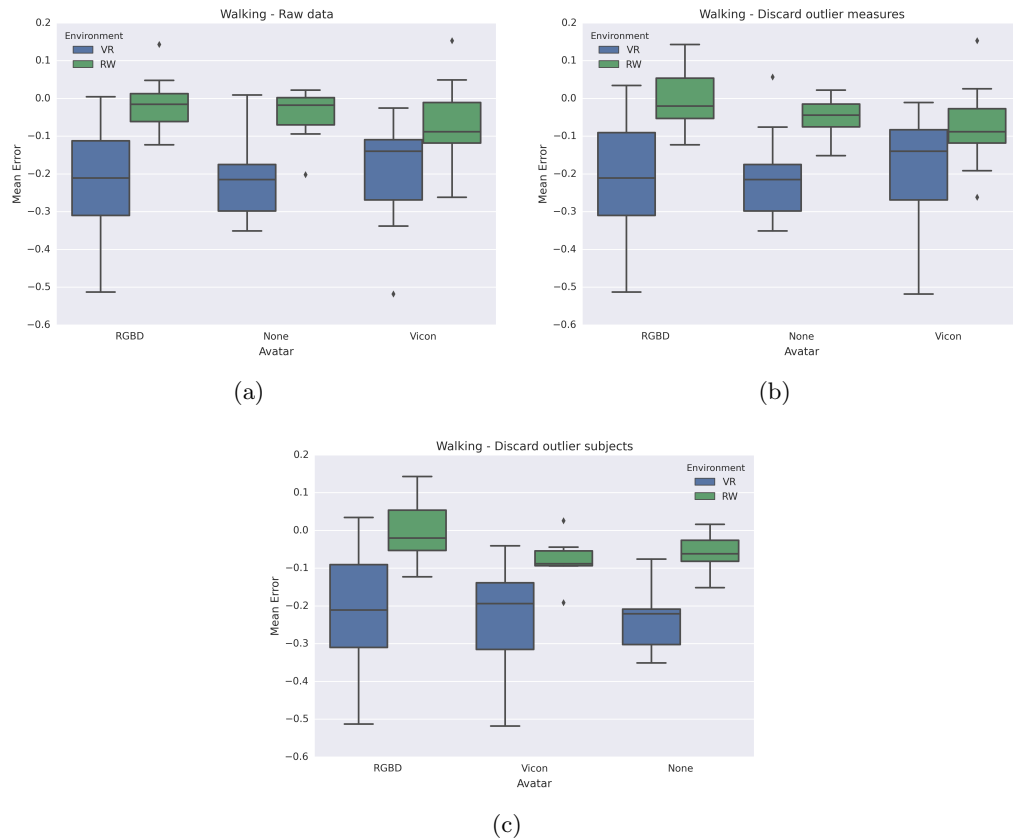 Walking - Raw data
Environment
VR
RW
0.2
0.1
0.0
−0.1
−0.2
−0.3
−0.4
−0.5
−0.6
Mean Error
RGBD
None
Vicon
Avatar
(a)
Walking - Discard outlier measures
Environment
VR
RW
0.2
0.1
0.0
−0.1
−0.2
−0.3
−0.4
−0.5
−0.6
Mean Error
RGBD
None
Vicon
Avatar
(b)
Walking - Discard outlier subjects
Environment
VR
RW
0.2
0.1
0.0
−0.1
−0.2
−0.3
−0.4
−0.5
−0.6
Mean Error
RGBD
Vicon
None
Avatar
(c)